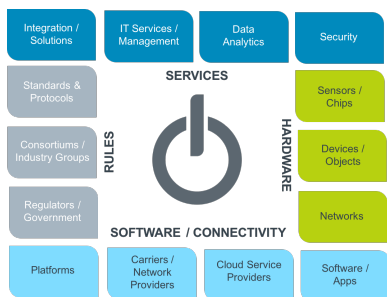 Integration /
Solutions
IT Services /
Management
Data
Analytics
Security
SERVICES
Standards &
Protocols
Sensors /
Chips
Consortiums /
Industry Groups
RULES
HARDWARE
Devices /
Objects
Regulators /
Government
Networks
SOFTWARE / CONNECTIVITY
Platforms
Carriers /
Network
Providers
Cloud Service
Providers
Software /
Apps